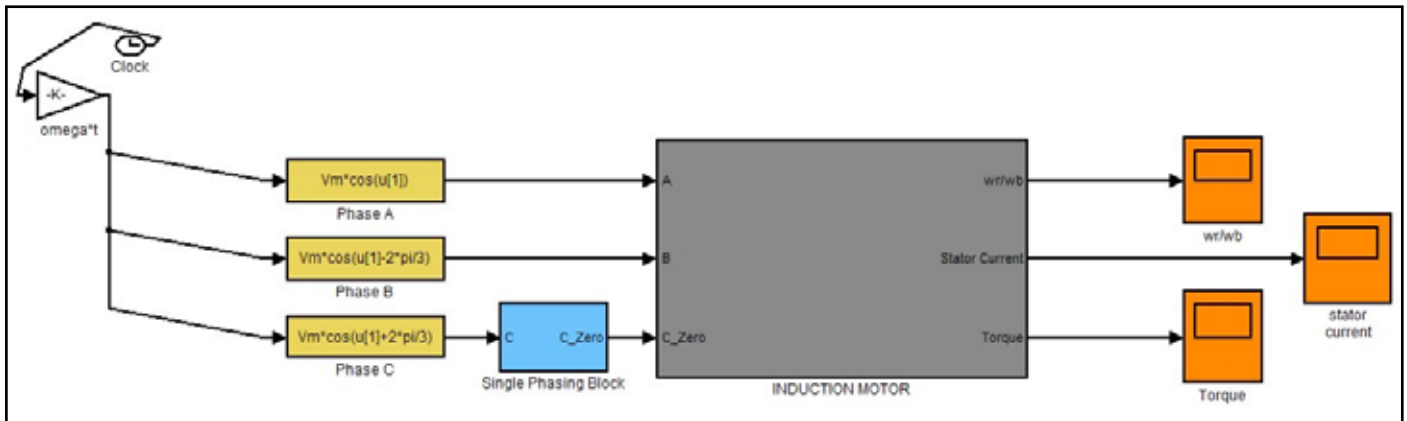 Clock
-K-
omega*t
Vm*cos(u[1])
Phase A
Vm*cos(u[1]-2*pi/3)
Phase B
Vm*cos(u[1]+2*pi/3)
Phase C
C C_Zero
Single Phasing Block
A wr/wb
B Stator Current
C_Zero Torque
INDUCTION MOTOR
wr/wb
stator
current
Torque